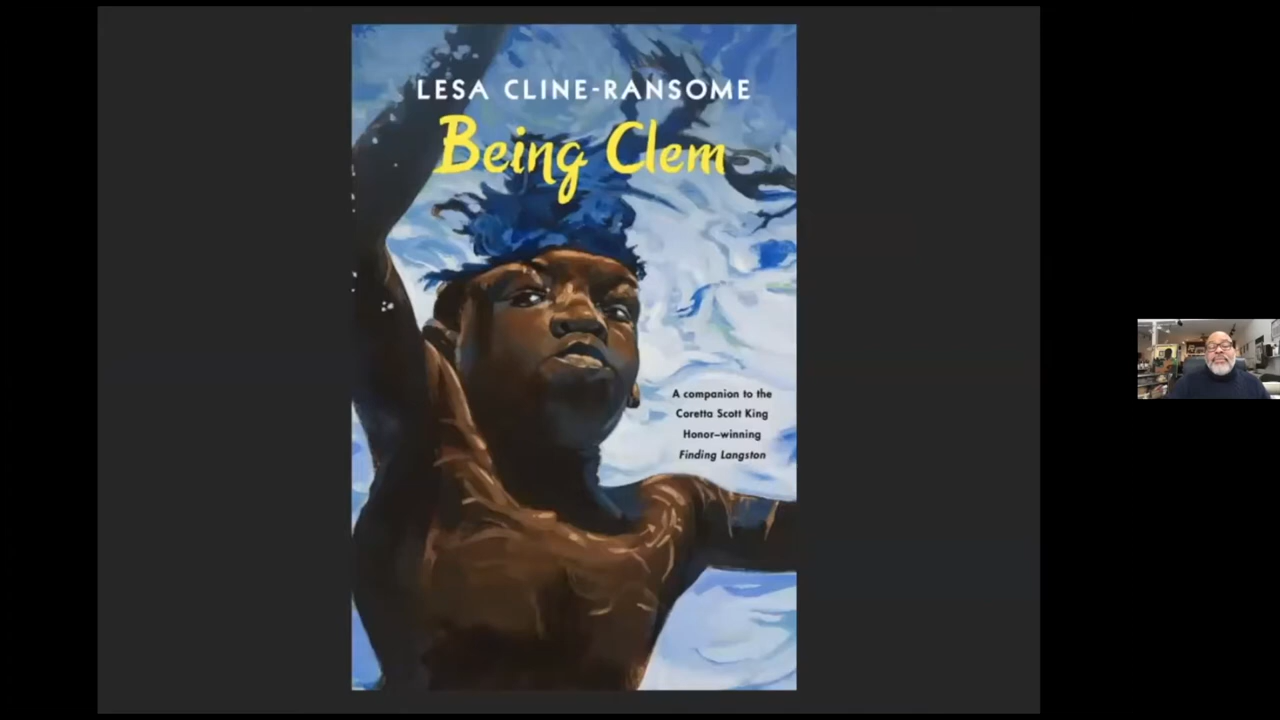 LESA CLINE-RANSOME
Being Clem
A companion to the
Coretta Scott King
Honor–winning
Finding Langston